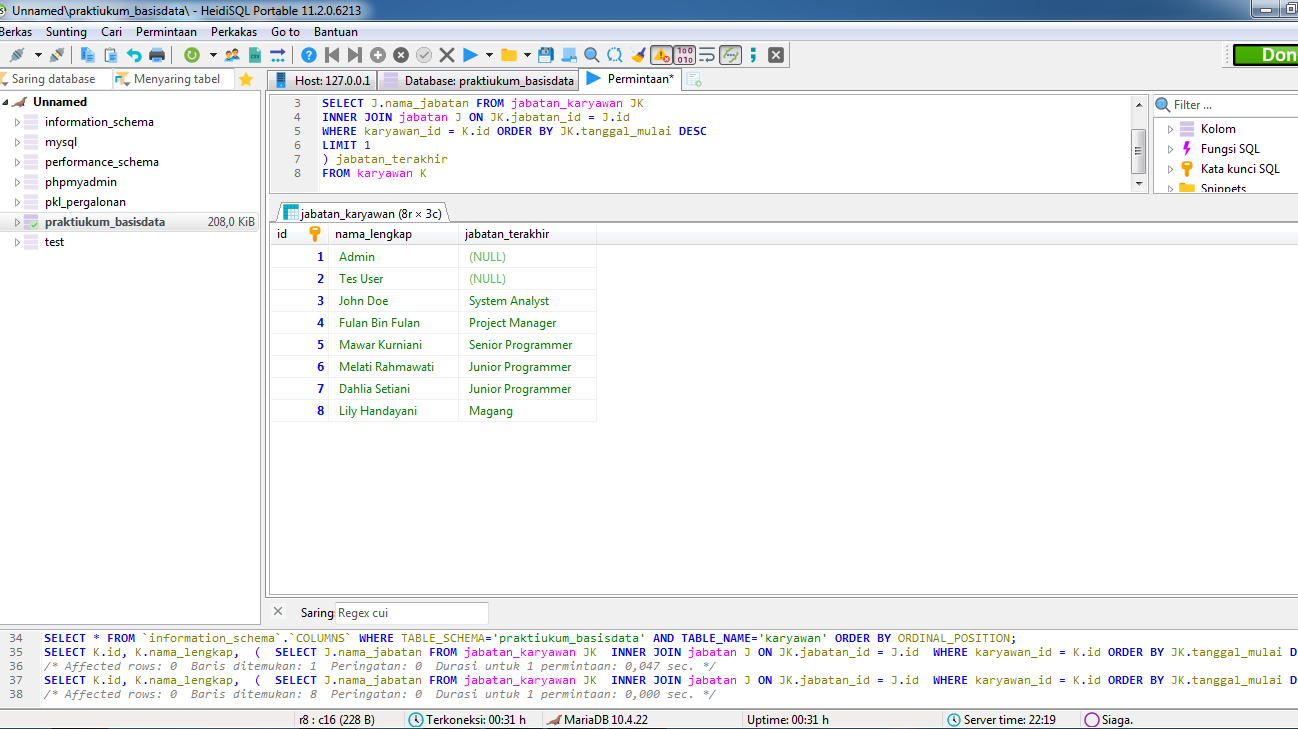 Unnamed\praktiukum_basisdata\ - HeidiSQL Portable 11.2.0.6213
Berkas Sunting Cari Permintaan Perkakas Go to Bantuan
Saring database Menyaring tabel Host: 127.0.0.1 Database: praktiukum_basisdata Permintaan*
Unnamed
information_schema
mysql
performance_schema
phpmyadmin
pkl_pergalonan
praktiukum_basisdata 208,0 KiB
test
3 SELECT J.nama_jabatan FROM jabatan_karyawan JK
4 INNER JOIN jabatan J ON JK.jabatan_id = J.id
5 WHERE karyawan_id = K.id ORDER BY JK.tanggal_mulai DESC
6 LIMIT 1
7 ) jabatan_terakhir
8 FROM karyawan K
Filter ...
Kolom
Fungsi SQL
Kata kunci SQL
Snippets
jabatan_karyawan (8r × 3c)
id nama_lengkap jabatan_terakhir
1 Admin (NULL)
2 Tes User (NULL)
3 John Doe System Analyst
4 Fulan Bin Fulan Project Manager
5 Mawar Kurniani Senior Programmer
6 Melati Rahmawati Junior Programmer
7 Dahlia Setiani Junior Programmer
8 Lily Handayani Magang
Saring: Regex cui
34 SELECT * FROM `information_schema`.`COLUMNS` WHERE TABLE_SCHEMA='praktiukum_basisdata' AND TABLE_NAME='karyawan' ORDER BY ORDINAL_POSITION;
35 SELECT K.id, K.nama_lengkap, ( SELECT J.nama_jabatan FROM jabatan_karyawan JK INNER JOIN jabatan J ON JK.jabatan_id = J.id WHERE karyawan_id = K.id ORDER BY JK.tanggal_mulai D
36 /* Affected rows: 0 Baris ditemukan: 1 Peringatan: 0 Durasi untuk 1 permintaan: 0,047 sec. */
37 SELECT K.id, K.nama_lengkap, ( SELECT J.nama_jabatan FROM jabatan_karyawan JK INNER JOIN jabatan J ON JK.jabatan_id = J.id WHERE karyawan_id = K.id ORDER BY JK.tanggal_mulai D
38 /* Affected rows: 0 Baris ditemukan: 8 Peringatan: 0 Durasi untuk 1 permintaan: 0,000 sec. */
r8 : c16 (228 B) Terkoneksi: 00:31 h MariaDB 10.4.22 Uptime: 00:31 h Server time: 22:19 Siaga.